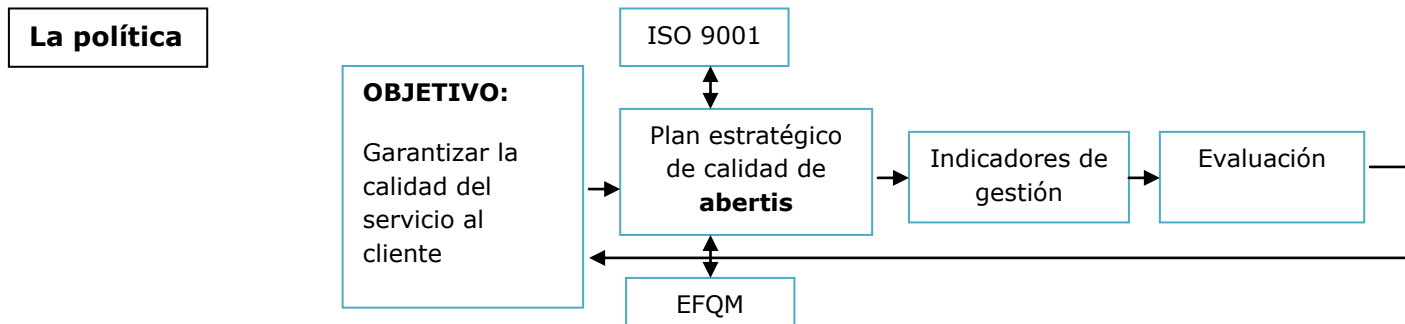 La política
ISO 9001
OBJETIVO:
Garantizar la
calidad del
servicio al
cliente
Plan estratégico
de calidad de
abertis
Indicadores de
gestión
Evaluación
EFQM